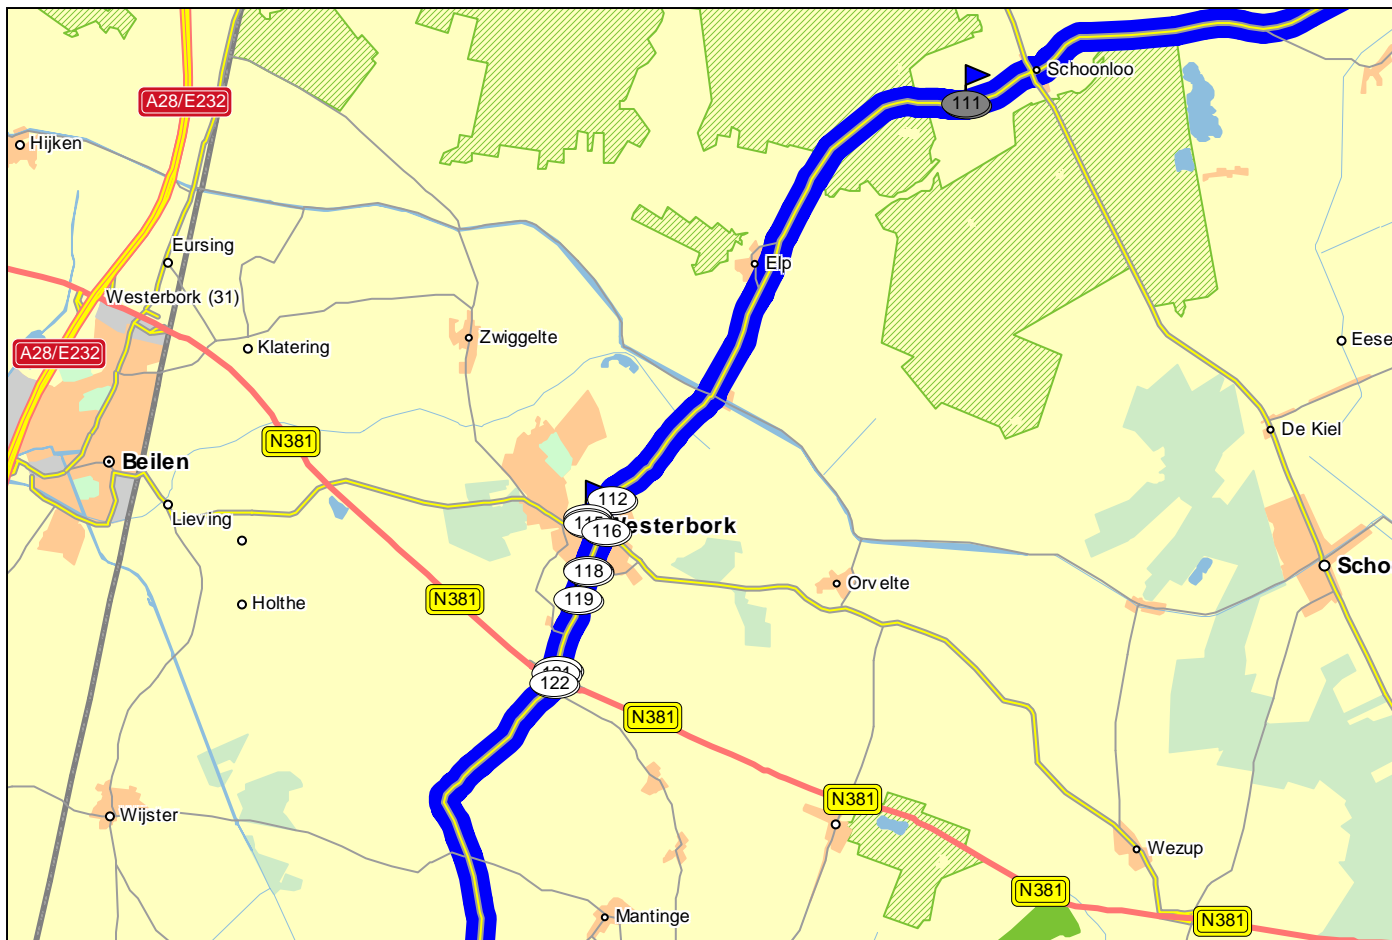 Schoonloo
A28/E232
111
Hijken
Eursing
Elp
Westerbork (31)
Zwiggelte
Klatering
A28/E232
Eese
De Kiel
N381
Beilen
112
Lieving
Westerbork
116
Scho
118
Orvelte
N381
119
Holthe
122
N381
N381
Wijster
Wezup
N381
Mantinge
N381